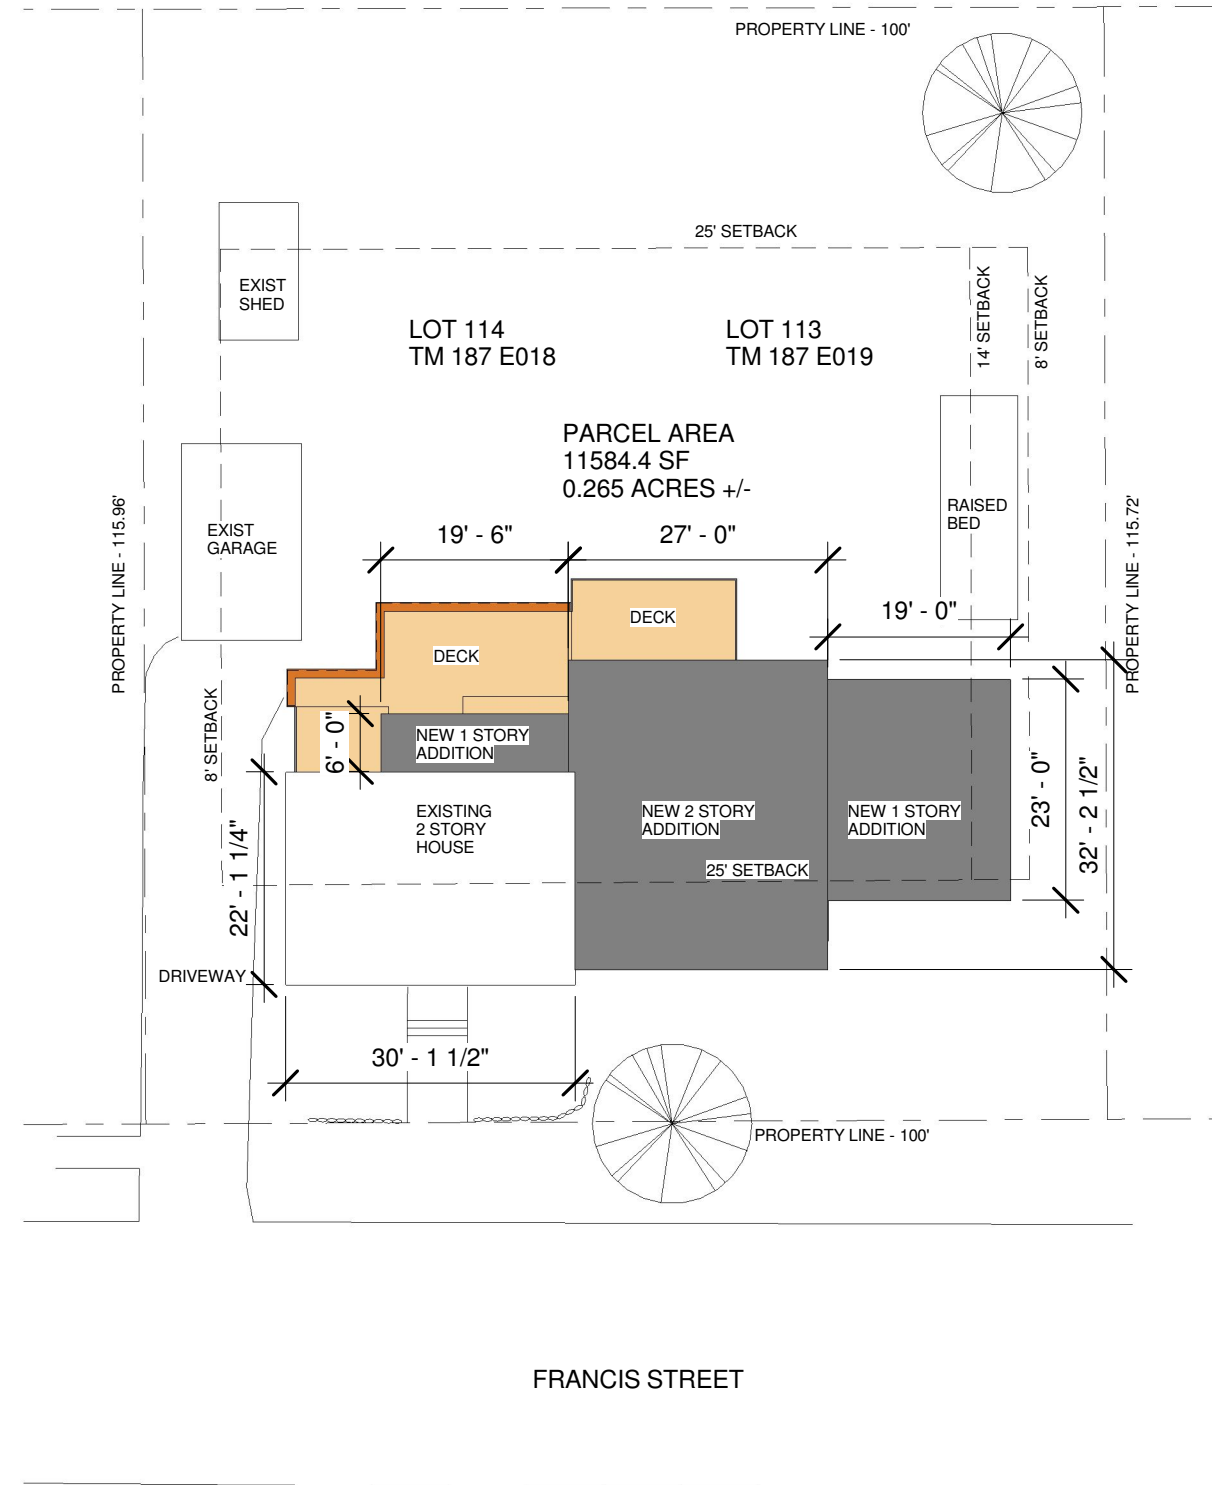 PROPERTY LINE - 100'
25' SETBACK
EXIST
SHED
14' SETBACK
8' SETBACK
LOT 114
TM 187 E018
LOT 113
TM 187 E019
PARCEL AREA
11584.4 SF
0.265 ACRES +/-
PROPERTY LINE - 115.96'
EXIST
GARAGE
RAISED
BED
PROPERTY LINE - 115.72'
19' - 6"
27' - 0"
19' - 0"
DECK
DECK
8' SETBACK
6' - 0"
NEW 1 STORY
ADDITION
EXISTING
2 STORY
HOUSE
NEW 2 STORY
ADDITION
NEW 1 STORY
ADDITION
23' - 0"
32' - 2 1/2"
22' - 1 1/4"
25' SETBACK
DRIVEWAY
30' - 1 1/2"
PROPERTY LINE - 100'
FRANCIS STREET